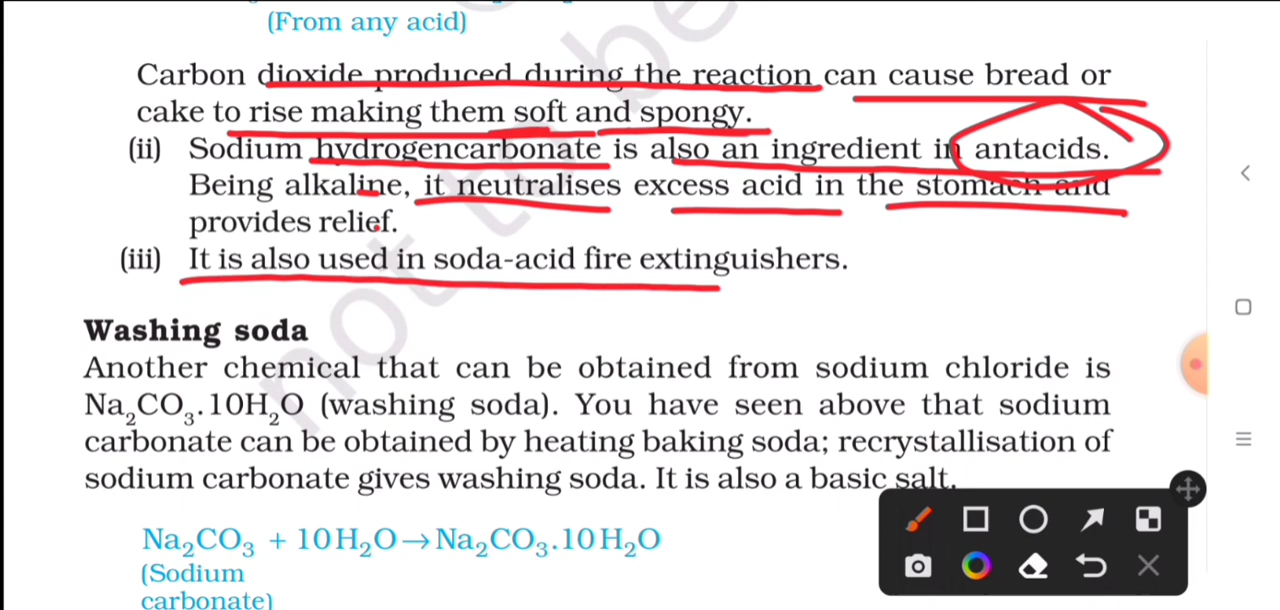 (From any acid)
Carbon dioxide produced during the reaction can cause bread or
cake to rise making them soft and spongy.
(ii) Sodium hydrogencarbonate is also an ingredient in antacids.
Being alkaline, it neutralises excess acid in the stomach and
provides relief.
(iii) It is also used in soda-acid fire extinguishers.
Washing soda
Another chemical that can be obtained from sodium chloride is
Na₂CO₃.10H₂O (washing soda). You have seen above that sodium
carbonate can be obtained by heating baking soda; recrystallisation of
sodium carbonate gives washing soda. It is also a basic salt.
Na₂CO₃ + 10H₂O→Na₂CO₃.10H₂O
(Sodium
carbonate)
not to be